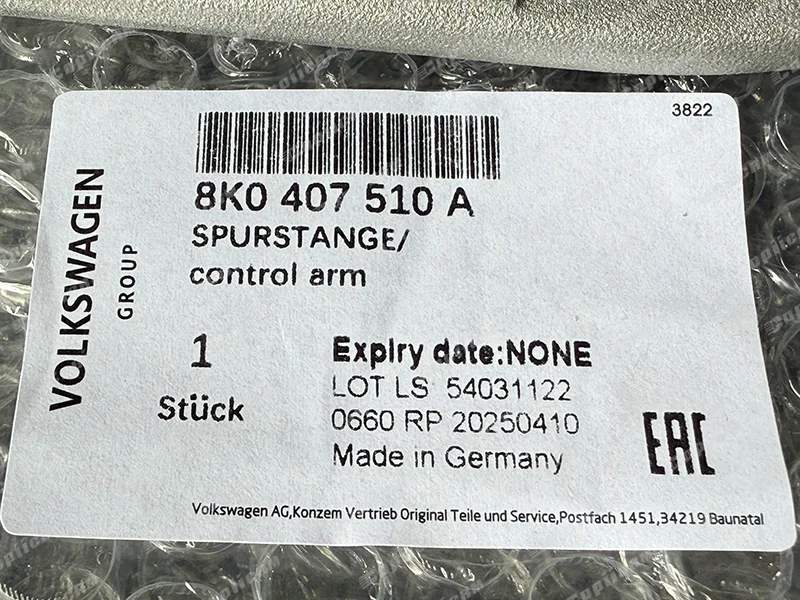 3822
8K0 407 510 A
SPURSTANGE/
control arm
VOLKSWAGEN
GROUP
1
Stück
Expiry date:NONE
LOT LS 54031122
0660 RP 20250410
Made in Germany
EAC
Volkswagen AG,Konzem Vertrieb Original Teile und Service,Postfach 1451,34219 Baunatal